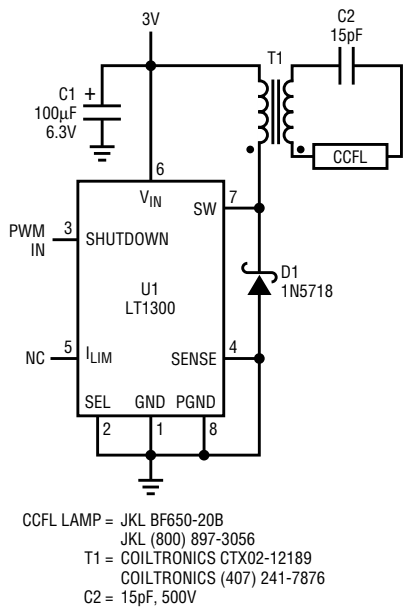 3V
C2
15pF
T1
C1
+
100µF
6.3V
CCFL
6
VIN
7
SW
PWM
IN
3
SHUTDOWN
D1
1N5718
U1
LT1300
NC
5
ILIM
4
SENSE
SEL
GND
PGND
2
1
8
CCFL LAMP = JKL BF650-20B
JKL (800) 897-3056
T1 = COILTRONICS CTX02-12189
COILTRONICS (407) 241-7876
C2 = 15pF, 500V